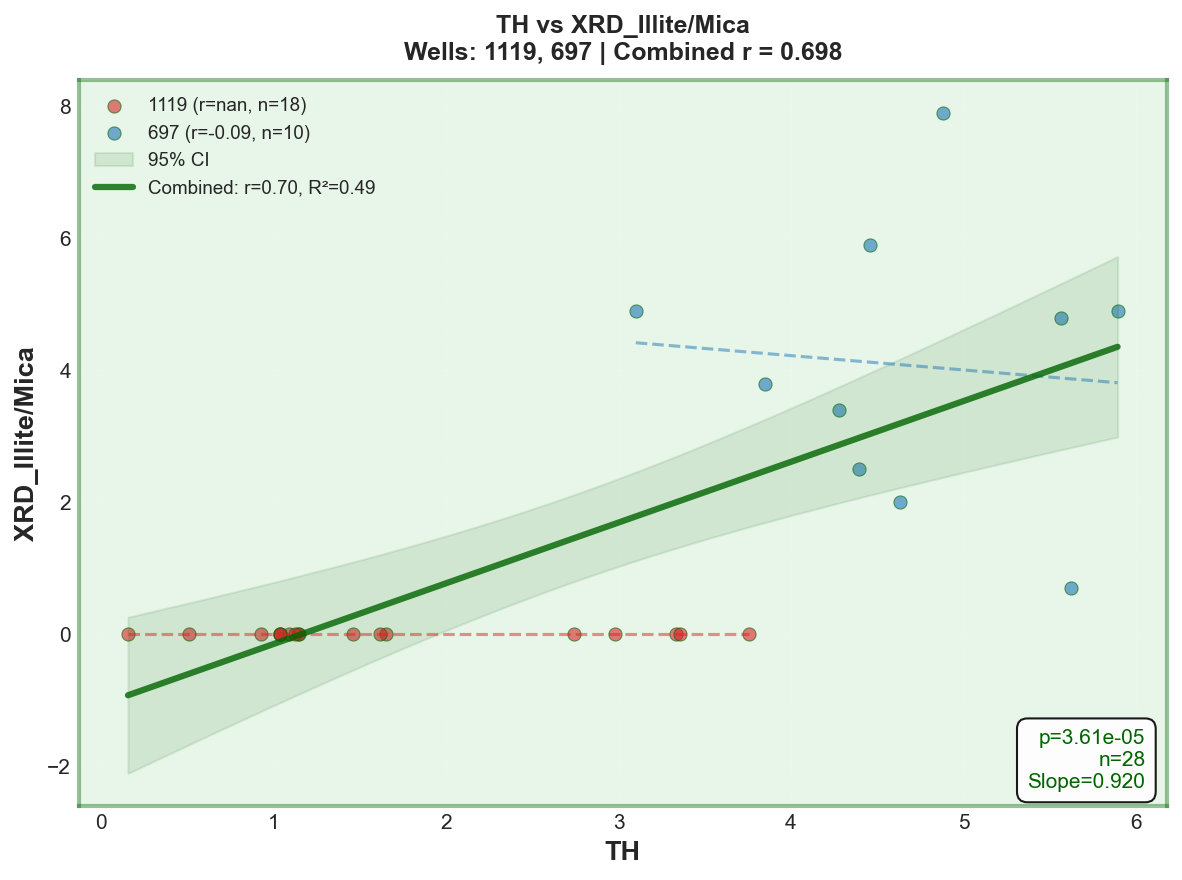 TH vs XRD_Illite/Mica
Wells: 1119, 697 | Combined r = 0.698
1119 (r=nan, n=18)
697 (r=-0.09, n=10)
95% CI
Combined: r=0.70, R²=0.49
XRD_Illite/Mica
8
6
4
2
0
−2
p=3.61e-05
n=28
Slope=0.920
0 1 2 3 4 5 6
TH